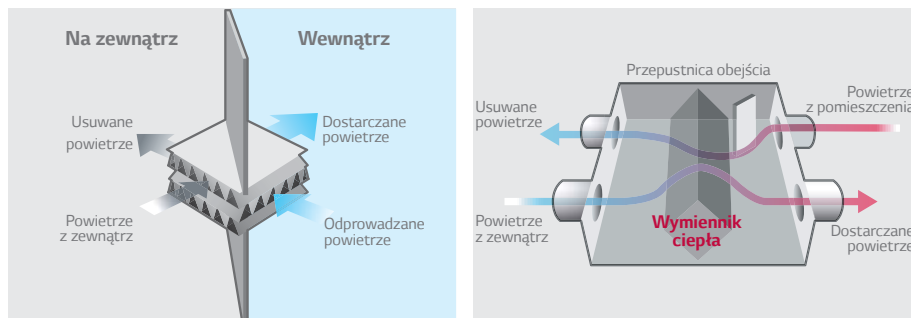 Na zewnątrz
Wewnątrz
Usuwane
powietrze
Dostarczane
powietrze
Powietrze
z zewnątrz
Odprowadzane
powietrze
Przepustnica obejścia
Usuwane
powietrze
Powietrze
z pomieszczenia
Powietrze
z zewnątrz
Wymiennik
ciepła
Dostarczane
powietrze